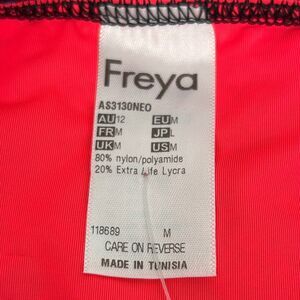 Freya
AS3130NEO
AU12 EUM
FRM JPL
UKM USM
80% nylon/polyamide
20% Extra Life Lycra
118689 M
CARE ON REVERSE
MADE IN TUNISIA